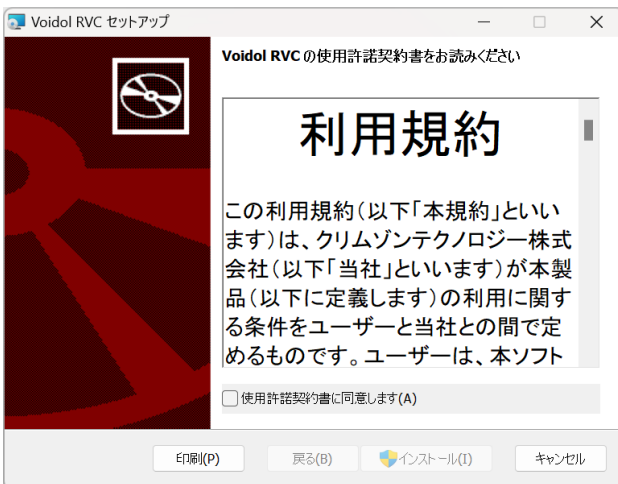 Voidol RVC セットアップ
Voidol RVC の使用許諾契約書をお読みください
利用規約
この利用規約（以下「本規約」といい
ます）は、クリムゾンテクノロジー株式
会社（以下「当社」といいます）が本製
品（以下に定義します）の利用に関す
る条件をユーザーと当社との間で定
めるものです。ユーザーは、本ソフト
使用許諾契約書に同意します(A)
印刷(P)
戻る(B)
インストール(I)
キャンセル